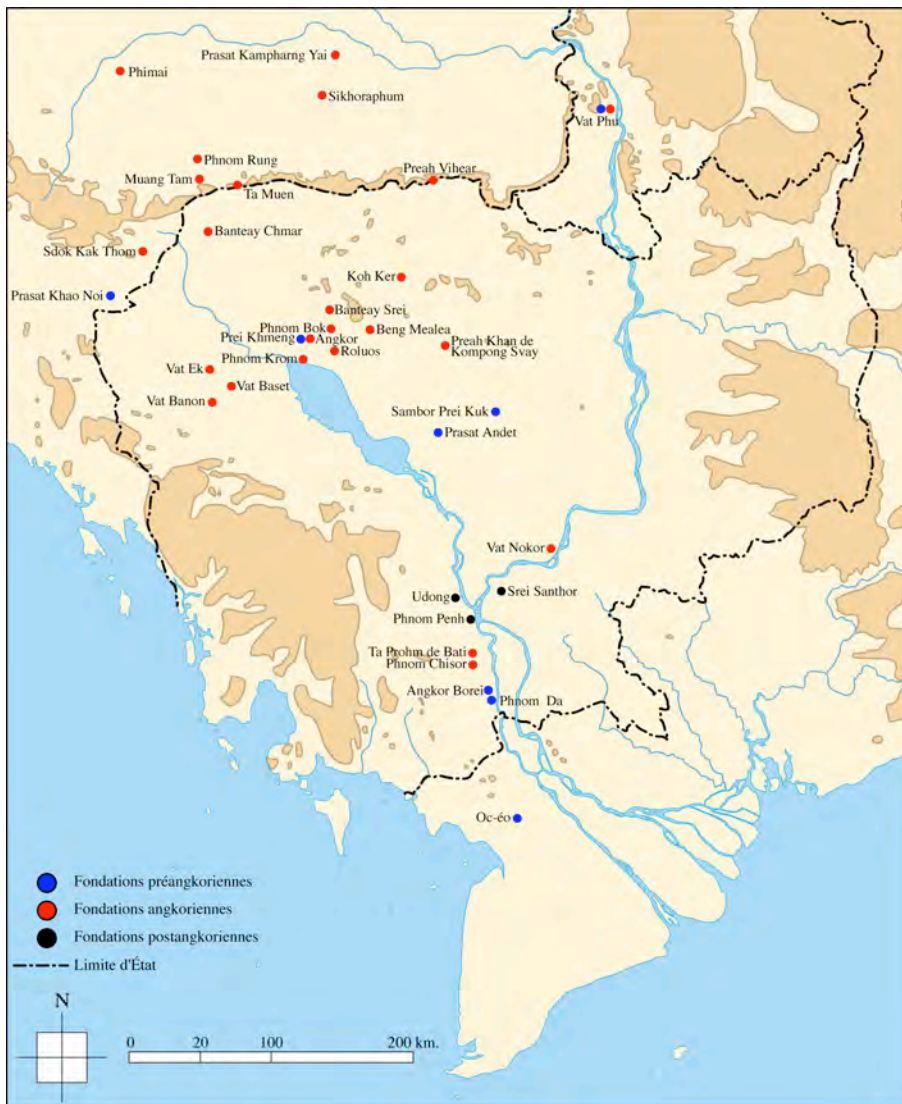 Prasat Kampharng Yai
Phimai
Sikhoraphum
Vat Phu
Phnom Rung
Preah Vihear
Muang Tam
Ta Muen
Banteay Chmar
Sdok Kak Thom
Koh Ker
Prasat Khao Noi
Banteay Srei
Phnom Bok
Beng Mealea
Prei Khmeng
Angkor
Preah Khan de
Kompong Svay
Roluos
Phnom Krom
Vat Ek
Vat Baset
Vat Banon
Sambor Prei Kuk
Prasat Andet
Vat Nokor
Udong
Srei Santhor
Phnom Penh
Ta Prohm de Bati
Phnom Chisor
Angkor Borei
Phnom Da
Oc-éo
Fondations préangkoriennes
Fondations angkoriennes
Fondations postangkoriennes
Limite d'État
N
0 20 100 200 km.